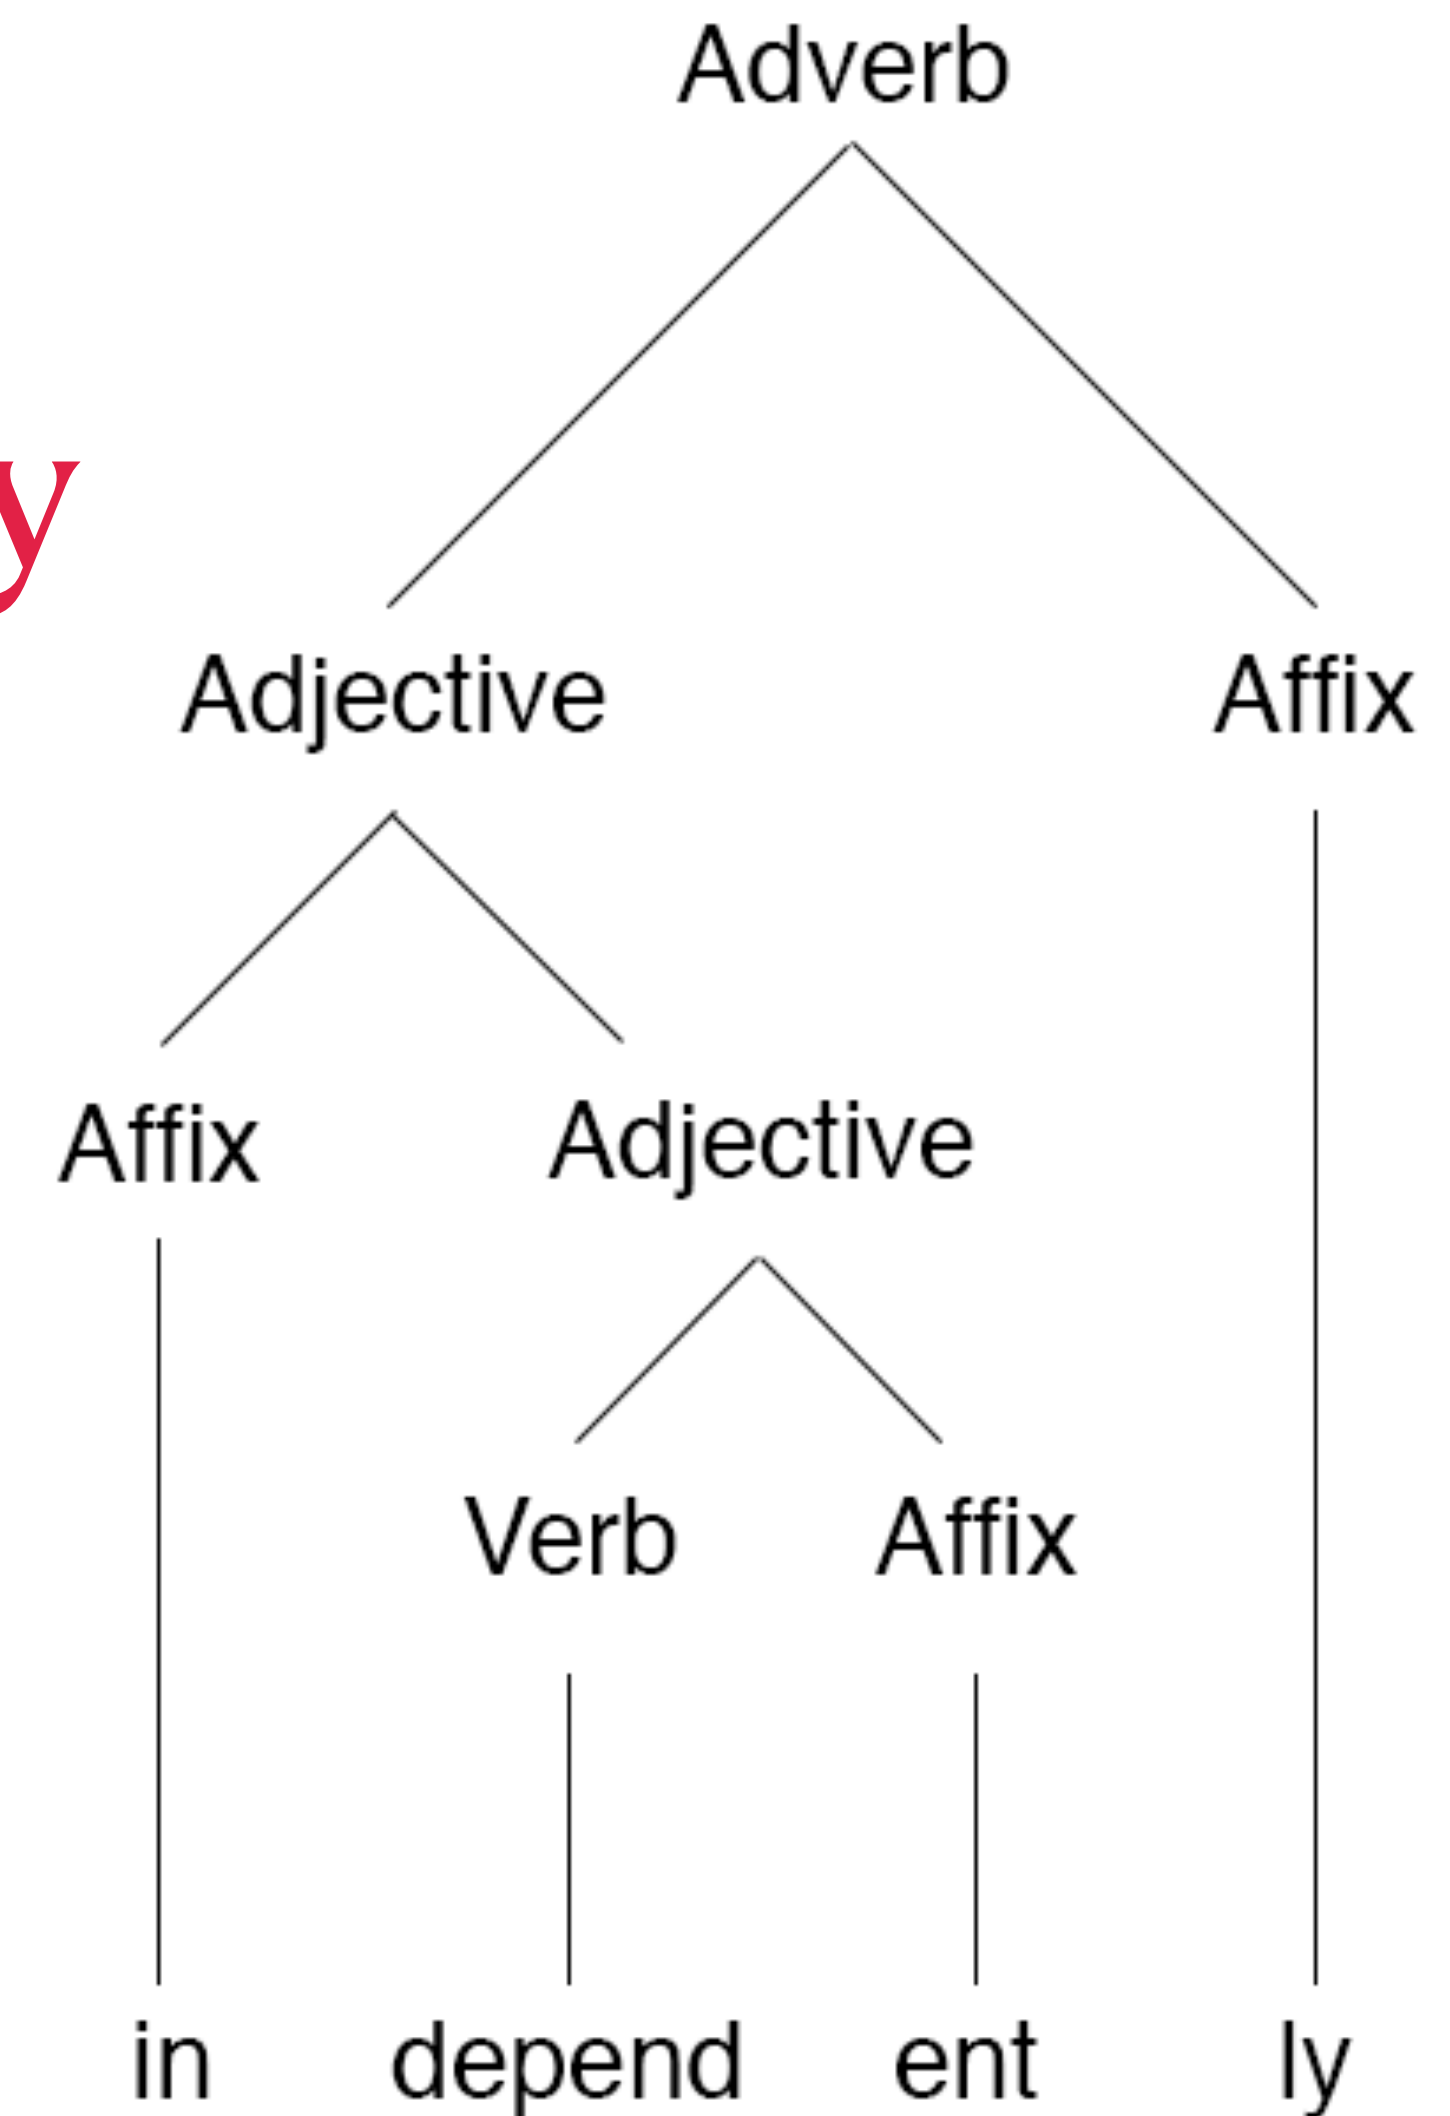 Adverb
y
Adjective Affix
Affix Adjective
Verb Affix
in depend ent ly